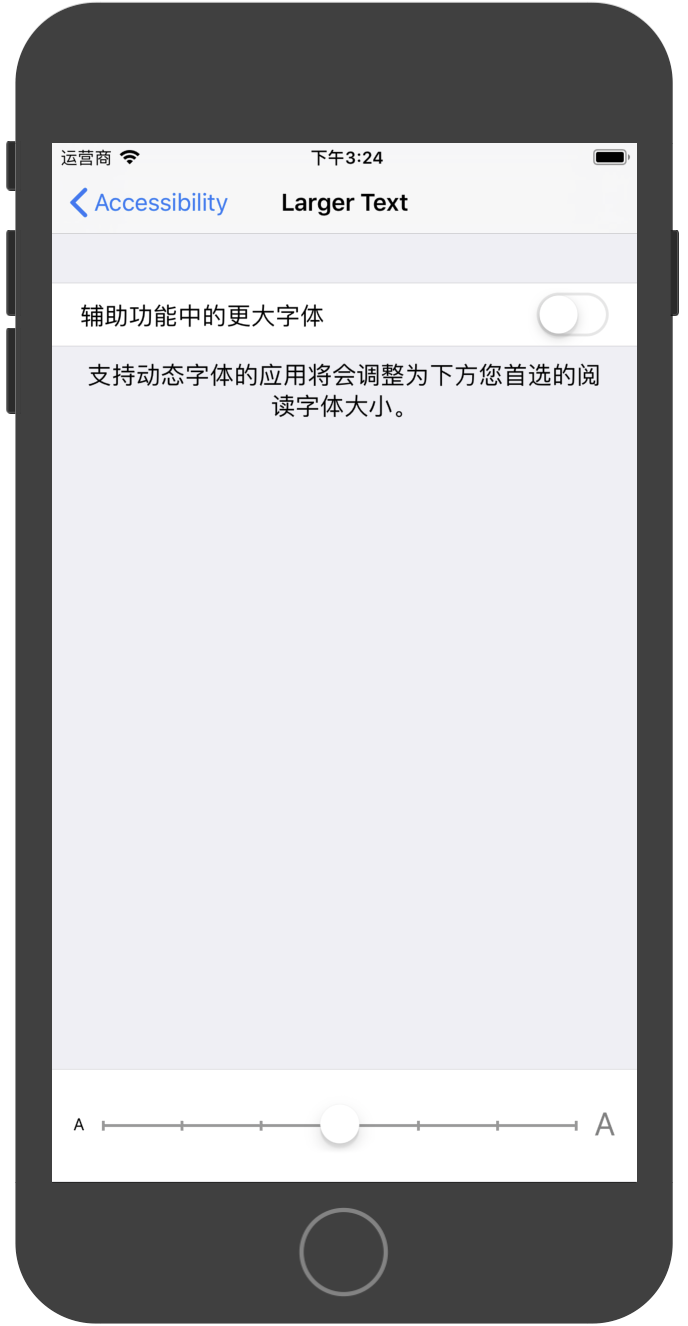 运营商 下午3:24
Accessibility Larger Text
辅助功能中的更大字体
支持动态字体的应用将会调整为下方您首选的阅
读字体大小。
A A